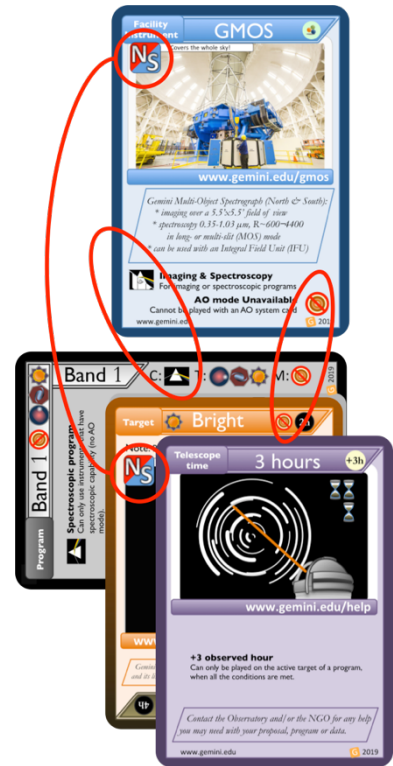 Facility
Instrument
GMOS
NS
Covers the whole sky!
www.gemini.edu/gmos
Gemini Multi-Object Spectrograph (North & South):
* imaging over a 5.5'x5.5' field of view
* spectroscopy 0.35-1.03 μm, R~600~4400
in long- or multi-slit (MOS) mode
* can be used with an Integral Field Unit (IFU)
Imaging & Spectroscopy
For imaging or spectroscopic programs
AO mode Unavailable
Cannot be played with an AO system card
www.gemini.edu
Band 1
C:
T:
M:
2019
Program
Band 1
Spectroscopic program
Can only use instrument that have
spectroscopic capability (no AO
mode).
Target
Bright
NS
4h
Telescope
time
3 hours
+3h
www.gemini.edu/help
+3 observed hour
Can only be played on the active target of a program,
when all the conditions are met.
Contact the Observatory and/or the NGO for any help
you may need with your proposal, program or data.
www.gemini.edu
2019